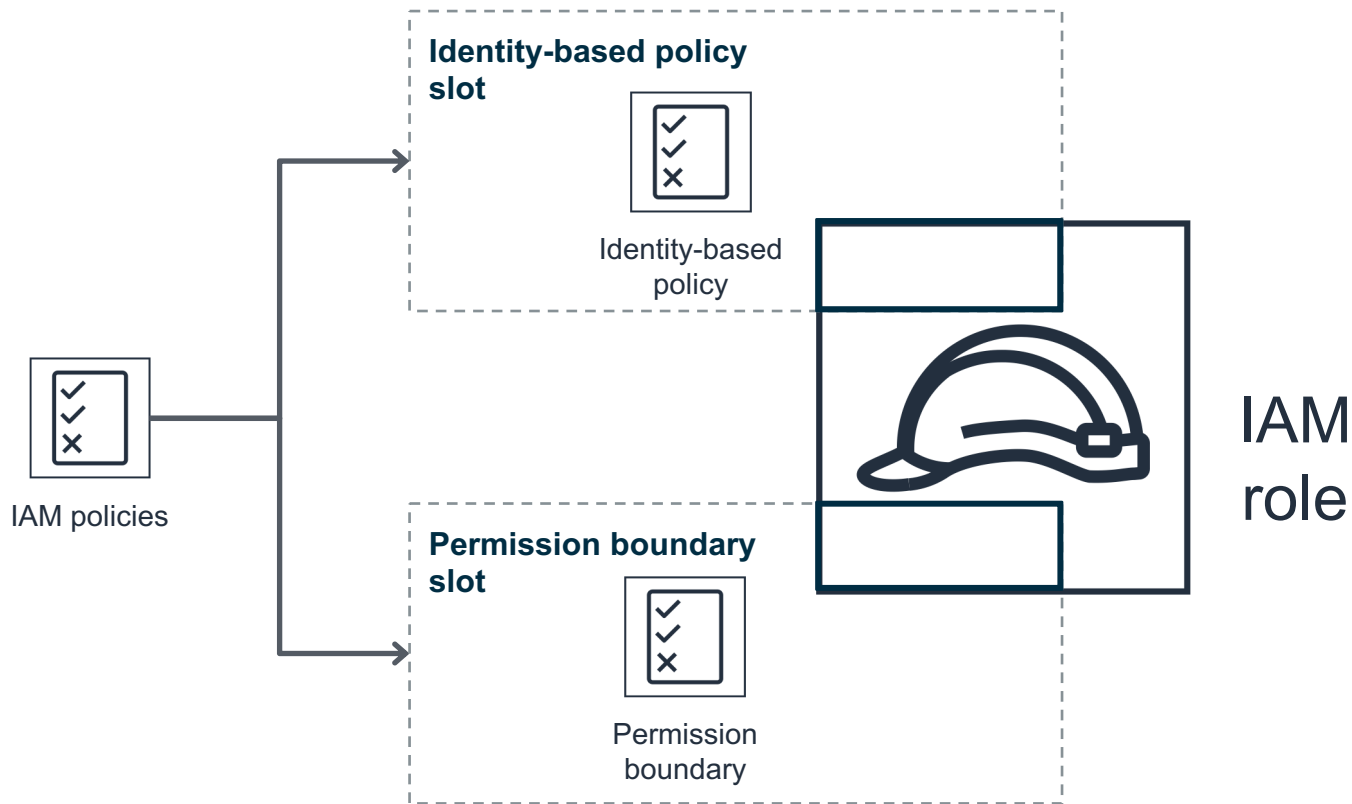 Identity-based policy
slot
Identity-based
policy
IAM policies
IAM
role
Permission boundary
slot
Permission
boundary